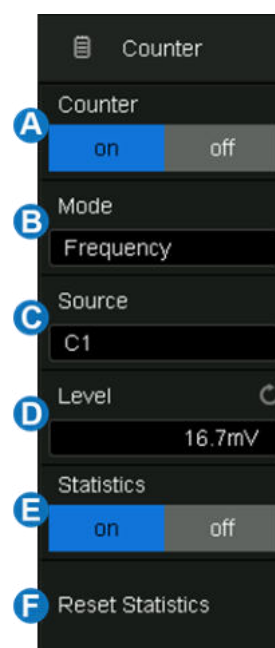 Counter
Counter
A
on off
Mode
B
Frequency
Source
C
C1
Level
D
16.7mV
Statistics
E
on off
F Reset Statistics